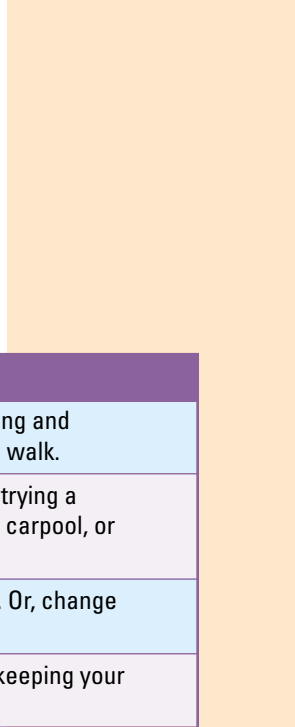 ng and
walk.
trying a
carpool, or
. Or, change
keeping your